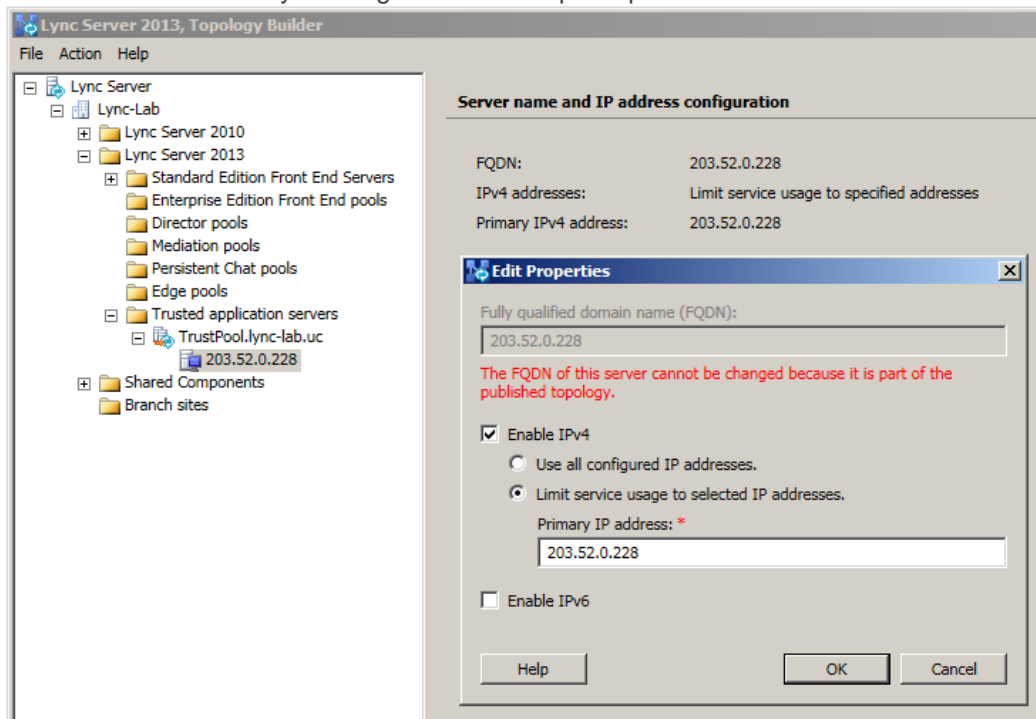 Lync Server 2013, Topology Builder
File Action Help
Lync Server
Lync-Lab
Lync Server 2010
Lync Server 2013
Standard Edition Front End Servers
Enterprise Edition Front End pools
Director pools
Mediation pools
Persistent Chat pools
Edge pools
Trusted application servers
TrustPool.lync-lab.uc
203.52.0.228
Shared Components
Branch sites
Server name and IP address configuration
FQDN: 203.52.0.228
IPv4 addresses: Limit service usage to specified addresses
Primary IPv4 address: 203.52.0.228
Edit Properties
Fully qualified domain name (FQDN):
203.52.0.228
The FQDN of this server cannot be changed because it is part of the
published topology.
Enable IPv4
Use all configured IP addresses.
Limit service usage to selected IP addresses.
Primary IP address: *
203.52.0.228
Enable IPv6
Help OK Cancel